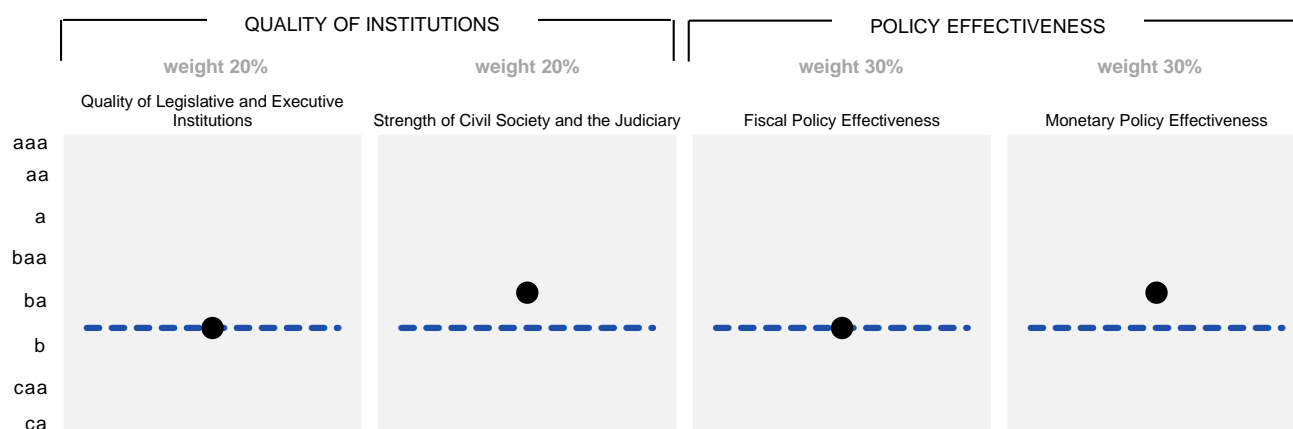 QUALITY OF INSTITUTIONS
POLICY EFFECTIVENESS
weight 20%
weight 20%
weight 30%
weight 30%
Quality of Legislative and Executive
Institutions
Strength of Civil Society and the Judiciary
Fiscal Policy Effectiveness
Monetary Policy Effectiveness
aaa
aa
a
baa
ba
b
caa
ca